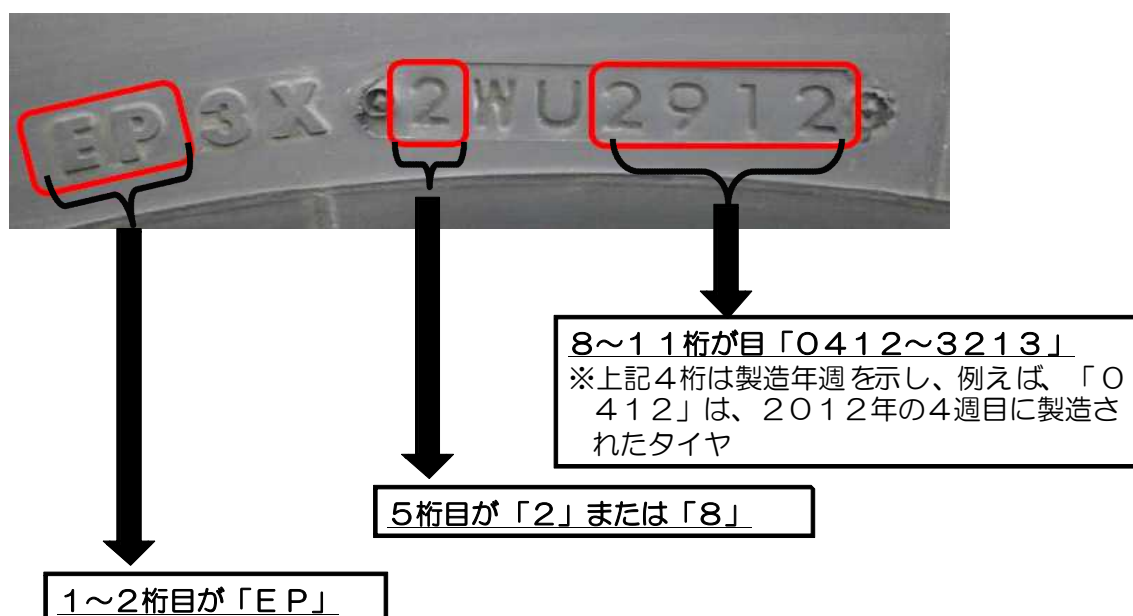 EP3X 2WU2912
8~11桁が目「0412~3213」
※上記4桁は製造年週を示し、例えば、「0
412」は、2012年の4週目に製造さ
れたタイヤ
5桁目が「2」または「8」
1~2桁目が「EP」